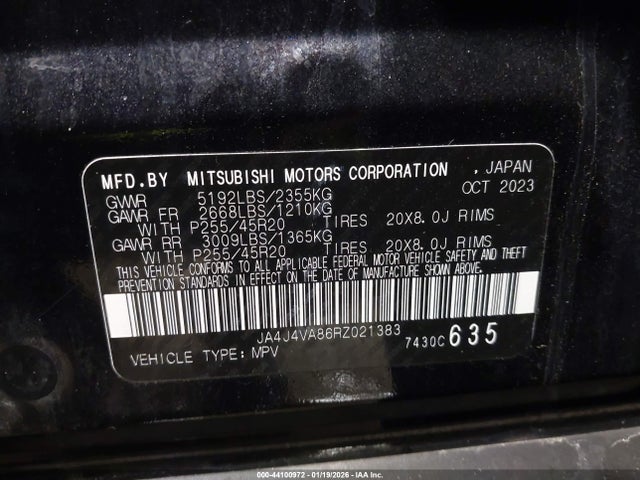 MFD.BY MITSUBISHI MOTORS CORPORATION , JAPAN
GVWR 5192LBS/2355KG OCT 2023
GAWR FR 2668LBS/1210KG
WITH P255/45R20 TIRES 20X8.0J RIMS
GAWR RR 3009LBS/1365KG
WITH P255/45R20 TIRES 20X8.0J RIMS
THIS VEHICLE CONFORMS TO ALL APPLICABLE FEDERAL MOTOR VEHICLE SAFETY AND THEFT
PREVENTION STANDARDS IN EFFECT ON THE DATE OF MANUFACTURE SHOWN ABOVE.
JA4J4VA86RZ021383
7430C 635
VEHICLE TYPE: MPV
000-44100972 - 01/19/2026 - IAA Inc.